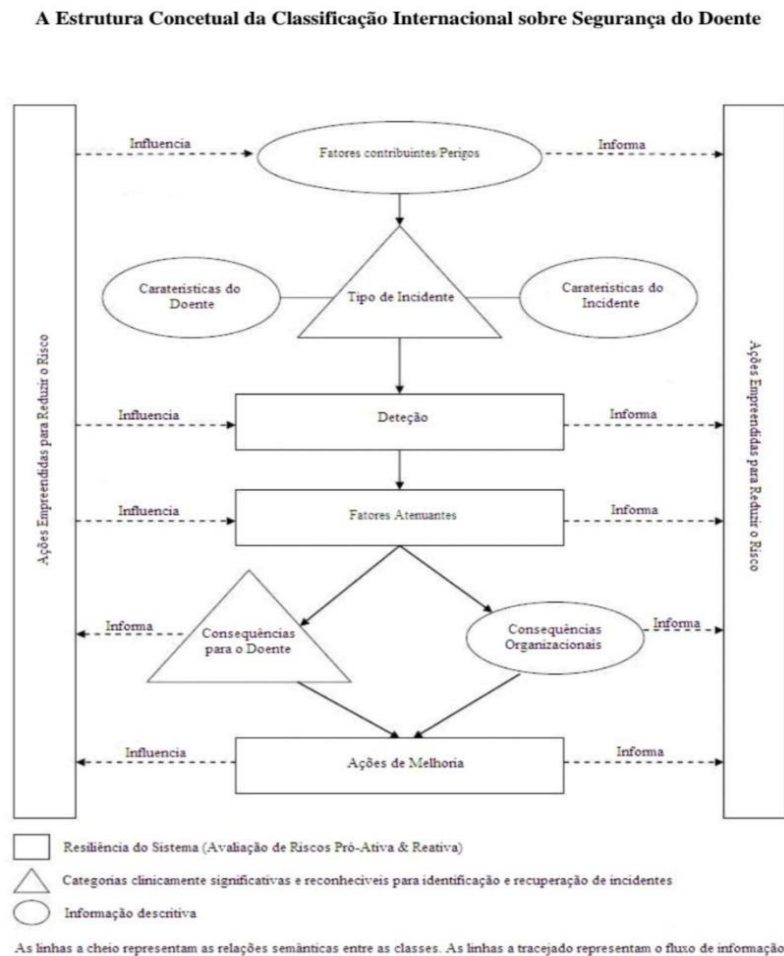 A Estrutura Concetual da Classificação Internacional sobre Segurança do Doente
Influencia
Fatores contribuintes/Perigos
Informa
Caraterísticas do
Doente
Tipo de Incidente
Caraterísticas do
Incidente
Ações Empreendidas para Reduzir o Risco
Ações Empreendidas para Reduzir o Risco
Influencia
Deteção
Informa
Influencia
Fatores Atenuantes
Informa
Informa
Consequências
para o Doente
Consequências
Organizacionais
Informa
Influencia
Ações de Melhoria
Informa
Resiliência do Sistema (Avaliação de Riscos Pró-Ativa & Reativa)
Categorias clinicamente significativas e reconhecíveis para identificação e recuperação de incidentes
Informação descritiva
As linhas a cheio representam as relações semânticas entre as classes. As linhas a tracejado representam o fluxo de informação